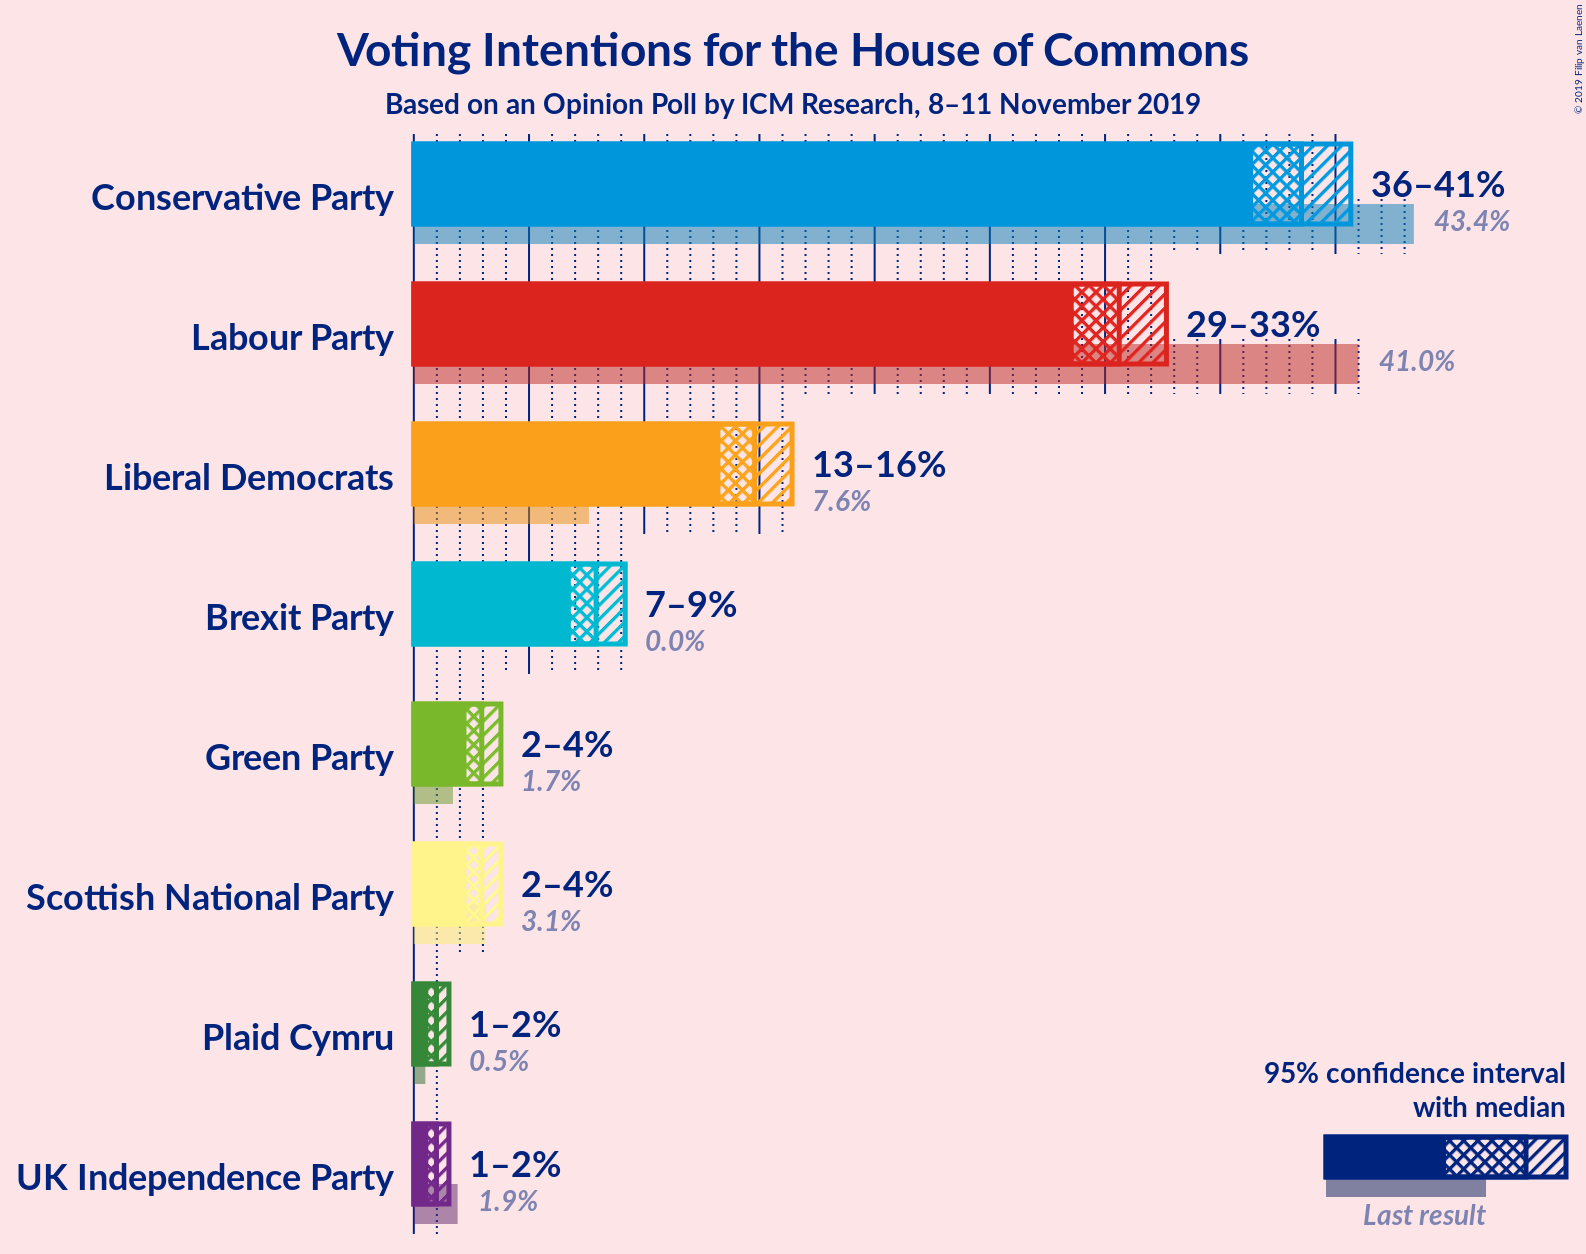 Voting Intentions for the House of Commons
Based on an Opinion Poll by ICM Research, 8–11 November 2019
© 2019 Filip van Laenen
Conservative Party
36–41%
43.4%
Labour Party
29–33%
41.0%
Liberal Democrats
13–16%
7.6%
Brexit Party
7–9%
0.0%
Green Party
2–4%
1.7%
Scottish National Party
2–4%
3.1%
Plaid Cymru
1–2%
0.5%
UK Independence Party
1–2%
1.9%
95% confidence interval
with median
Last result